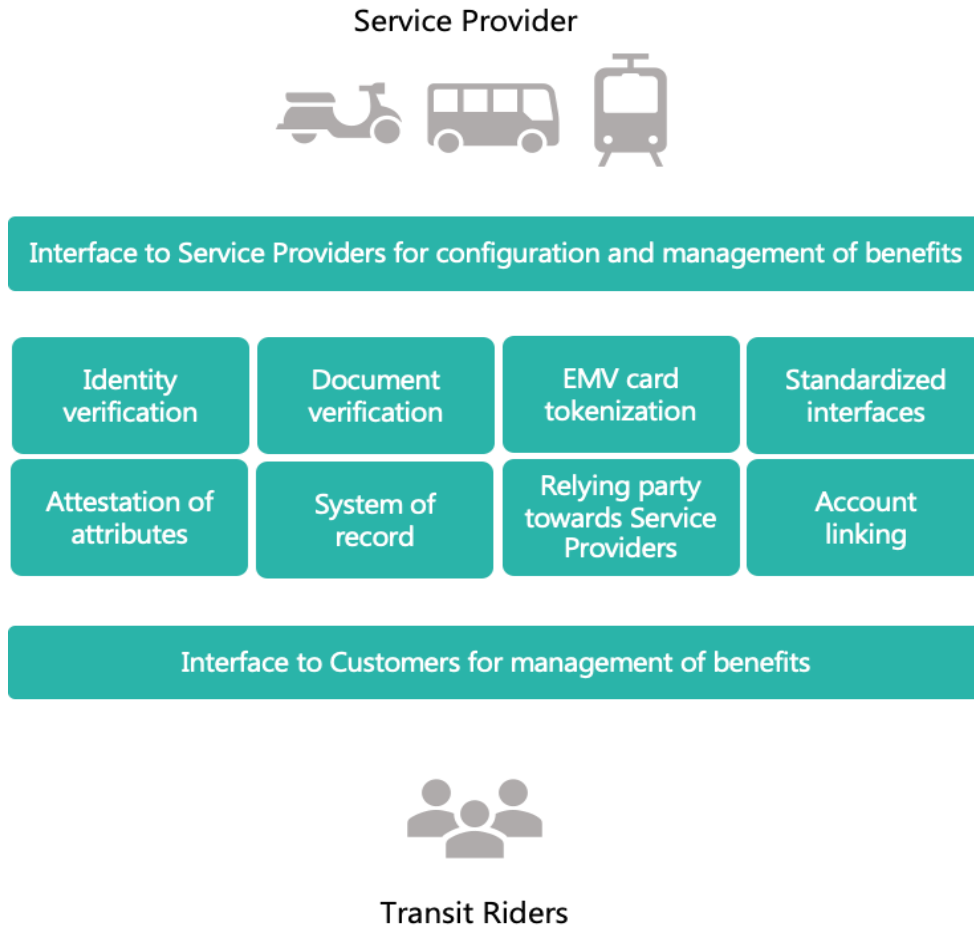 Service Provider
Interface to Service Providers for configuration and management of benefits
Identity
verification
Document
verification
EMV card
tokenization
Standardized
interfaces
Attestation of
attributes
System of
record
Relying party
towards Service
Providers
Account
linking
Interface to Customers for management of benefits
Transit Riders